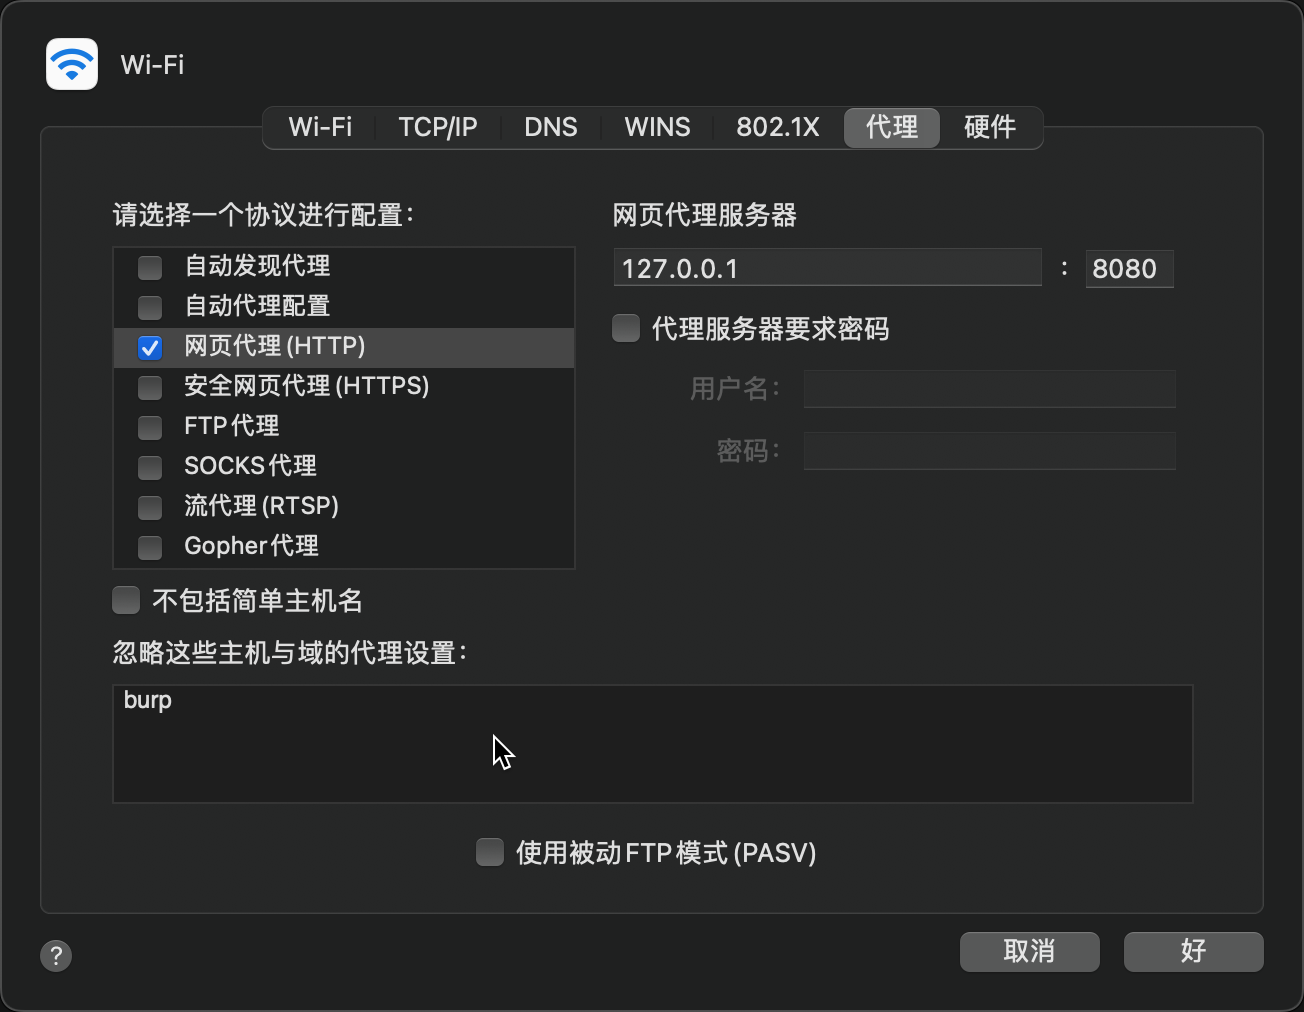 Wi-Fi
Wi-Fi
TCP/IP
DNS
WINS
802.1X
代理
硬件
请选择一个协议进行配置：
自动发现代理
自动代理配置
网页代理 (HTTP)
安全网页代理 (HTTPS)
FTP代理
SOCKS代理
流代理 (RTSP)
Gopher代理
网页代理服务器
127.0.0.1 : 8080
代理服务器要求密码
用户名：
密码：
不包括简单主机名
忽略这些主机与域的代理设置：
burp
使用被动FTP模式 (PASV)
?
取消
好